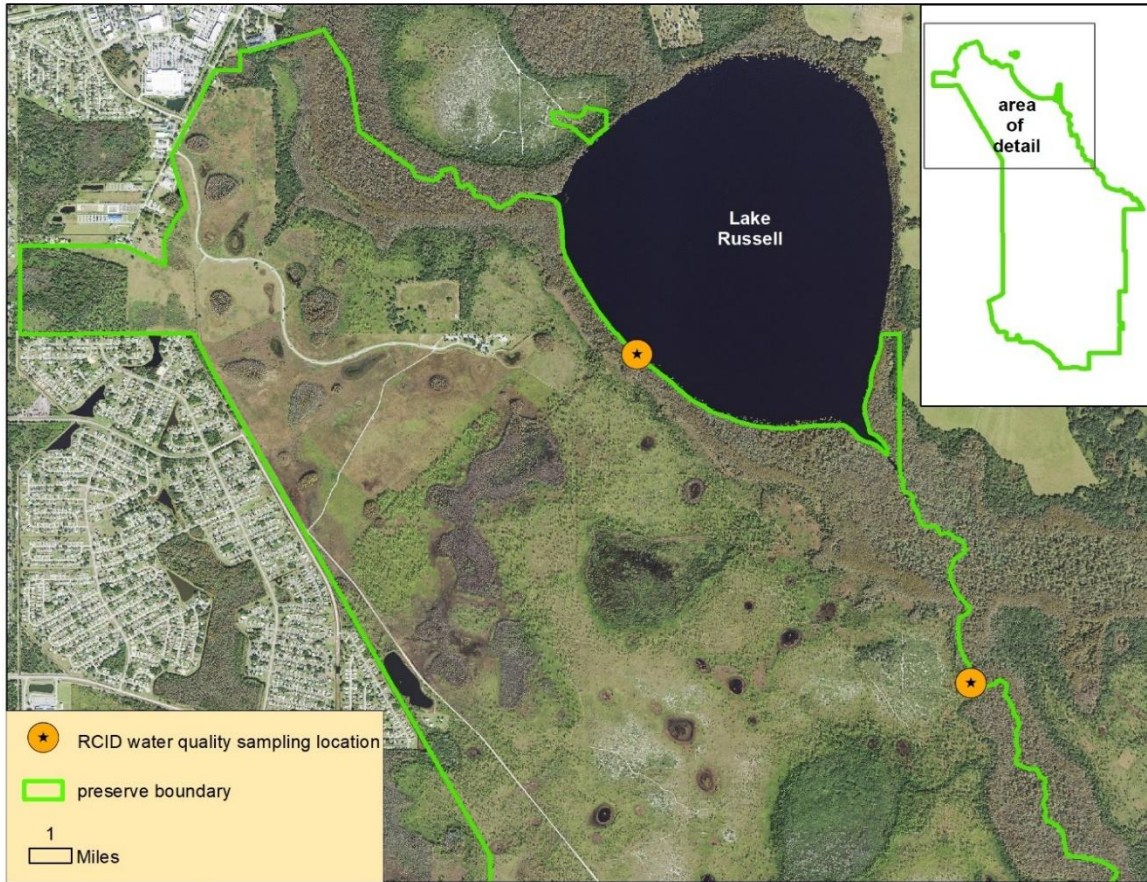 area
of
detail
Lake
Russell
RCID water quality sampling location
preserve boundary
1
Miles